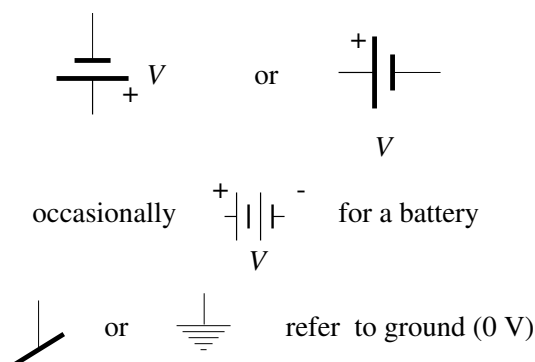 V or +
+
V
occasionally + - for a battery
V
or refer to ground (0 V)